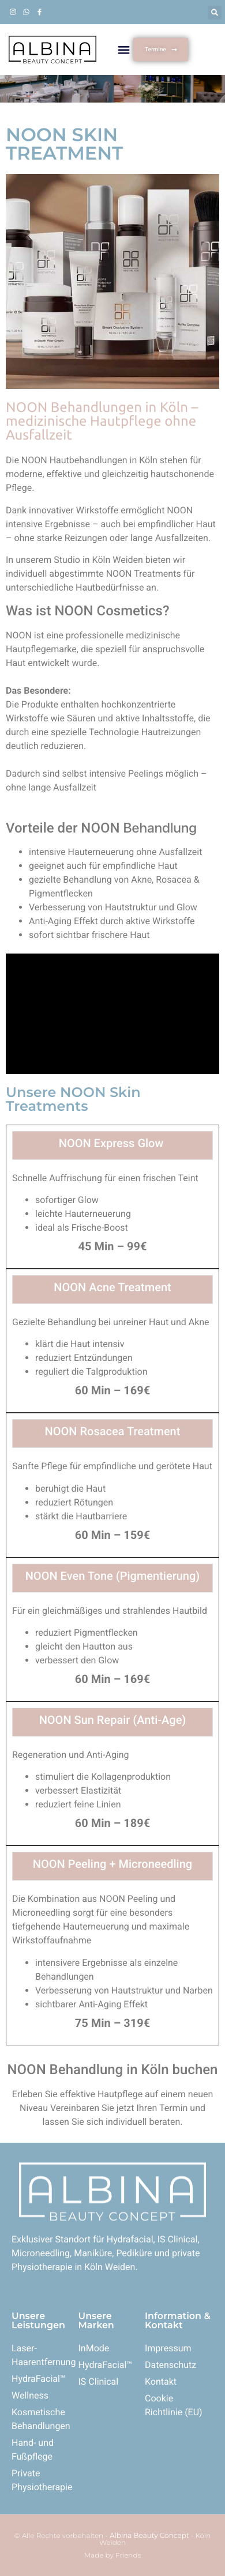 ALBINA
BEAUTY CONCEPT
Termine →
NOON SKIN
TREATMENT
NOON Behandlungen in Köln –
medizinische Hautpflege ohne
Ausfallzeit
Die NOON Hautbehandlungen in Köln stehen für
moderne, effektive und gleichzeitig hautschonende
Pflege.
Dank innovativer Wirkstoffe ermöglicht NOON
intensive Ergebnisse – auch bei empfindlicher Haut
– ohne starke Reizungen oder lange Ausfallzeiten.
In unserem Studio in Köln Weiden bieten wir
individuell abgestimmte NOON Treatments für
unterschiedliche Hautbedürfnisse an.
Was ist NOON Cosmetics?
NOON ist eine professionelle medizinische
Hautpflegemarke, die speziell für anspruchsvolle
Haut entwickelt wurde.
Das Besondere:
Die Produkte enthalten hochkonzentrierte
Wirkstoffe wie Säuren und aktive Inhaltsstoffe, die
durch eine spezielle Technologie Hautreizungen
deutlich reduzieren.
Dadurch sind selbst intensive Peelings möglich –
ohne lange Ausfallzeit
Vorteile der NOON Behandlung
intensive Hauterneuerung ohne Ausfallzeit
geeignet auch für empfindliche Haut
gezielte Behandlung von Akne, Rosacea &
Pigmentflecken
Verbesserung von Hautstruktur und Glow
Anti-Aging Effekt durch aktive Wirkstoffe
sofort sichtbar frischere Haut
Unsere NOON Skin
Treatments
NOON Express Glow
Schnelle Auffrischung für einen frischen Teint
sofortiger Glow
leichte Hauterneuerung
ideal als Frische-Boost
45 Min – 99€
NOON Acne Treatment
Gezielte Behandlung bei unreiner Haut und Akne
klärt die Haut intensiv
reduziert Entzündungen
reguliert die Talgproduktion
60 Min – 169€
NOON Rosacea Treatment
Sanfte Pflege für empfindliche und gerötete Haut
beruhigt die Haut
reduziert Rötungen
stärkt die Hautbarriere
60 Min – 159€
NOON Even Tone (Pigmentierung)
Für ein gleichmäßiges und strahlendes Hautbild
reduziert Pigmentflecken
gleicht den Hautton aus
verbessert den Glow
60 Min – 169€
NOON Sun Repair (Anti-Age)
Regeneration und Anti-Aging
stimuliert die Kollagenproduktion
verbessert Elastizität
reduziert feine Linien
60 Min – 189€
NOON Peeling + Microneedling
Die Kombination aus NOON Peeling und
Microneedling sorgt für eine besonders
tiefgehende Hauterneuerung und maximale
Wirkstoffaufnahme
intensivere Ergebnisse als einzelne
Behandlungen
Verbesserung von Hautstruktur und Narben
sichtbarer Anti-Aging Effekt
75 Min – 319€
NOON Behandlung in Köln buchen
Erleben Sie effektive Hautpflege auf einem neuen
Niveau Vereinbaren Sie jetzt Ihren Termin und
lassen Sie sich individuell beraten.
ALBINA
BEAUTY CONCEPT
Exklusiver Standort für Hydrafacial, IS Clinical,
Microneedling, Maniküre, Pediküre und private
Physiotherapie in Köln Weiden.
Unsere
Leistungen
Laser-
Haarentfernung
HydraFacial™
Wellness
Kosmetische
Behandlungen
Hand- und
Fußpflege
Private
Physiotherapie
Unsere
Marken
InMode
HydraFacial™
IS Clinical
Information &
Kontakt
Impressum
Datenschutz
Kontakt
Cookie
Richtlinie (EU)
© Alle Rechte vorbehalten - Albina Beauty Concept - Köln
Weiden
Made by Friends